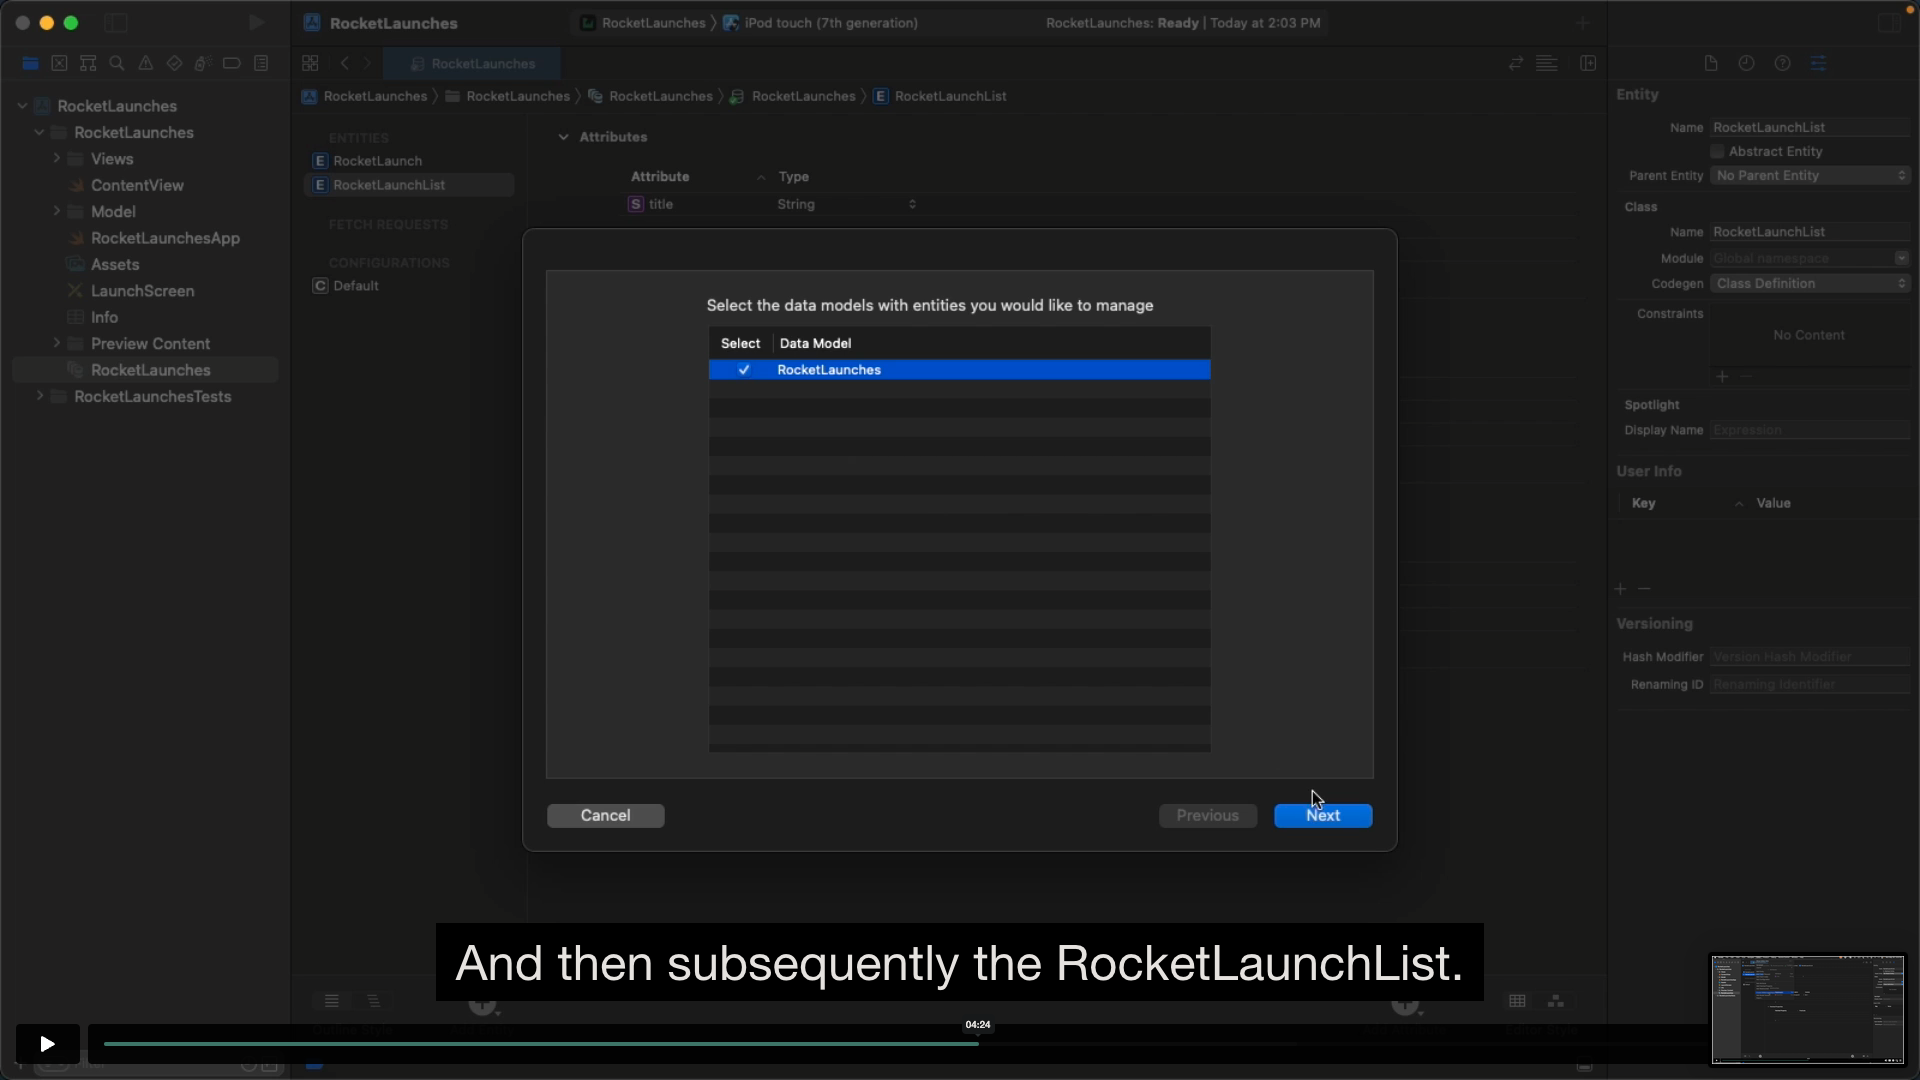 RocketLaunches
RocketLaunches
iPod touch (7th generation)
RocketLaunches: Ready | Today at 2:03 PM
RocketLaunches
RocketLaunches
RocketLaunches
RocketLaunches
RocketLaunches
RocketLaunchList
RocketLaunches
RocketLaunches
Views
ContentView
Model
RocketLaunchesApp
Assets
LaunchScreen
Info
Preview Content
RocketLaunches
RocketLaunchesTests
ENTITIES
E RocketLaunch
E RocketLaunchList
FETCH REQUESTS
CONFIGURATIONS
C Default
Attributes
Attribute
Type
S title
String
Select the data models with entities you would like to manage
Select
Data Model
RocketLaunches
Cancel
Previous
Next
Entity
Name RocketLaunchList
Abstract Entity
Parent Entity No Parent Entity
Class
Name RocketLaunchList
Module Global namespace
Codegen Class Definition
Constraints
No Content
Spotlight
Display Name Expression
User Info
Key
Value
Versioning
Hash Modifier Version Hash Modifier
Renaming ID Renaming Identifier
And then subsequently the RocketLaunchList.
04:24